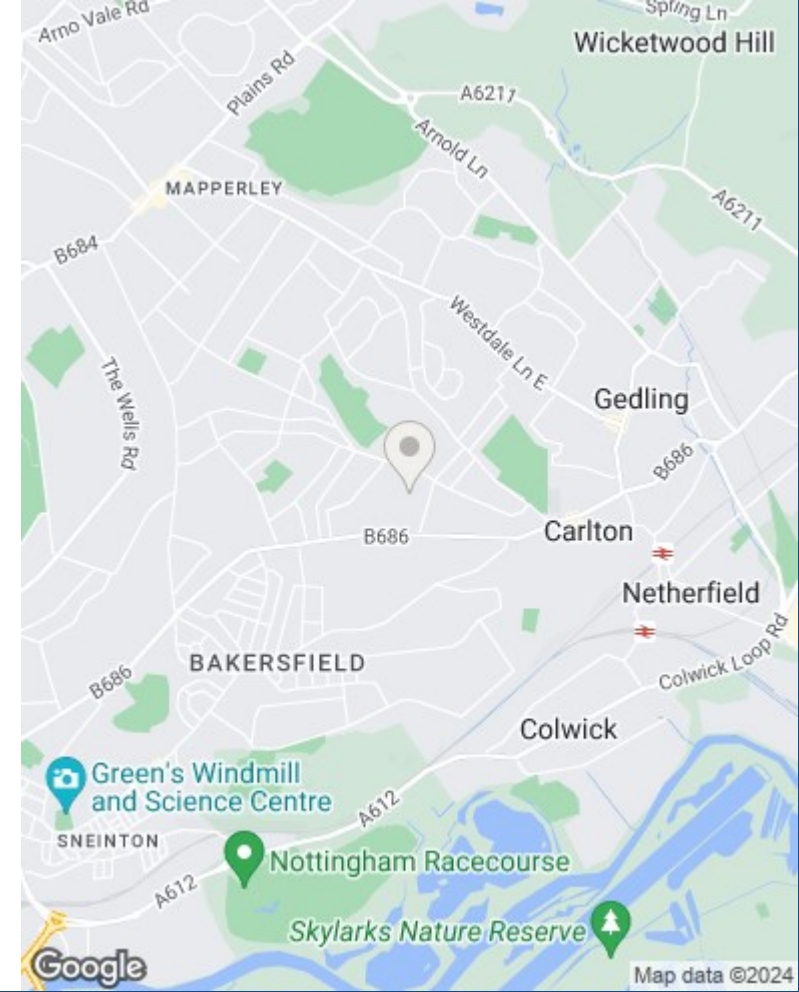 Arno Vale Rd
Spring Ln
Wicketwood Hill
Plains Rd
A6211
Arnold Ln
MAPPERLEY
A6211
B684
Westdale Ln E
The Wells Rd
Gedling
B686
Carlton
B686
Netherfield
BAKERSFIELD
Colwick Loop Rd
B686
Colwick
Green's Windmill
and Science Centre
A612
SNEINTON
Nottingham Racecourse
A612
Skylarks Nature Reserve
Google
Map data ©2024